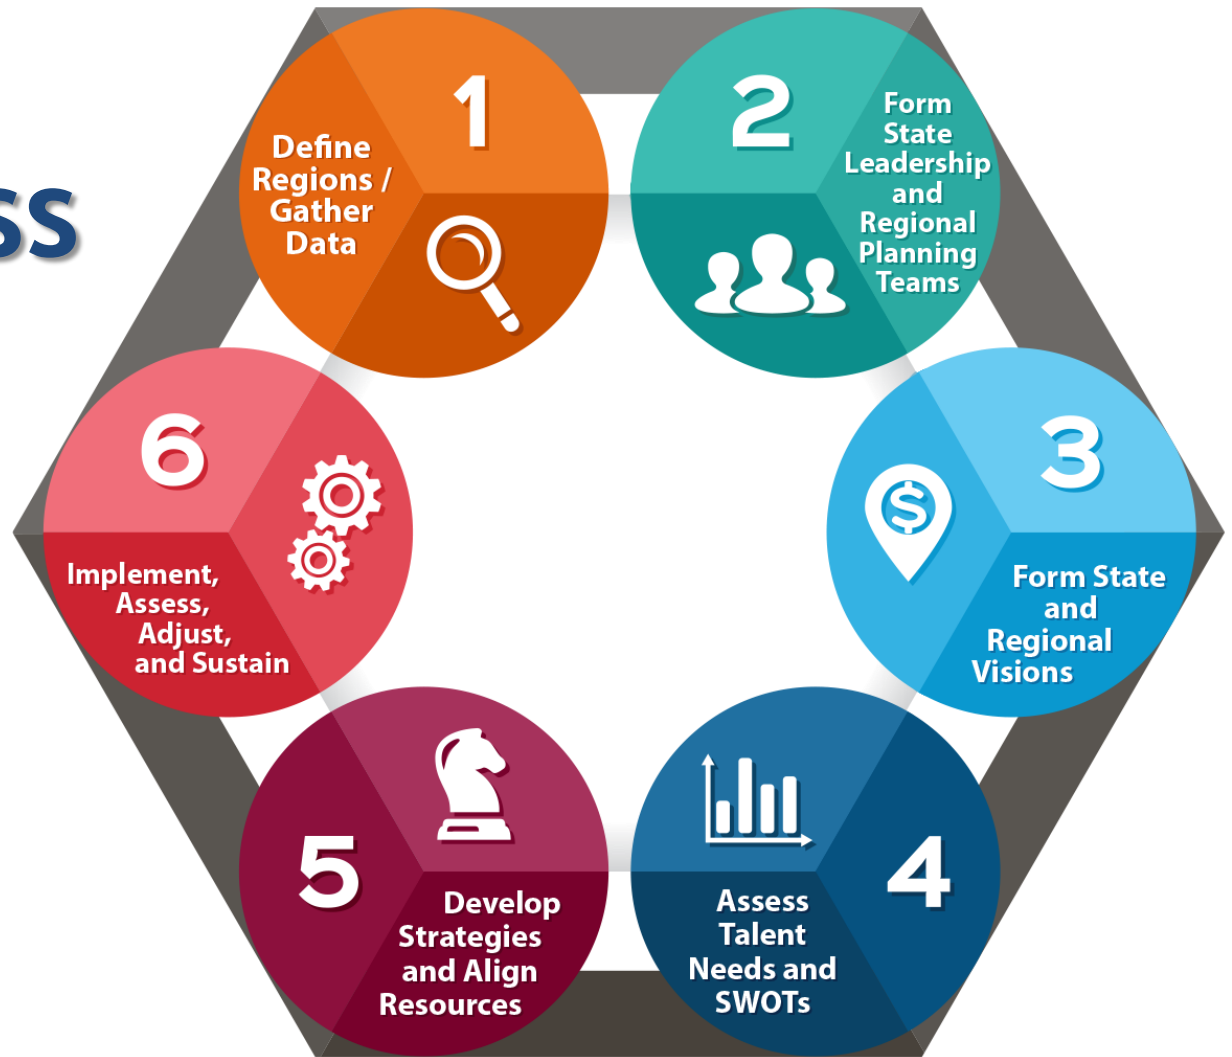 ss
1
Define
Regions /
Gather
Data
2
Form
State
Leadership
and
Regional
Planning
Teams
3
$
Form State
and
Regional
Visions
4
Assess
Talent
Needs and
SWOTs
5
Develop
Strategies
and Align
Resources
6
Implement,
Assess,
Adjust,
and Sustain